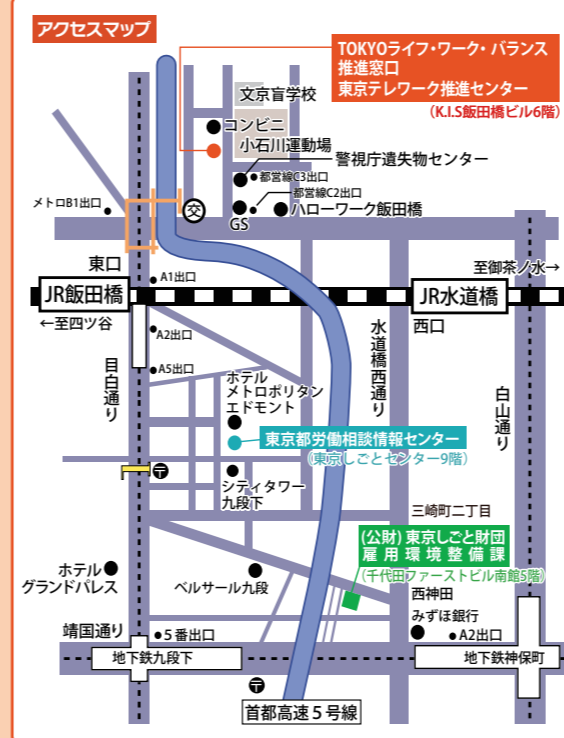 アクセスマップ
TOKYOライフ・ワーク・バランス
推進窓口
東京テレワーク推進センター
(K.I.S飯田橋ビル6階)
文京盲学校
コンビニ
小石川運動場
警視庁遺失物センター
都営線C3出口
都営線C2出口
メトロB1出口
交
GS
ハローワーク飯田橋
東口
A1出口
至御茶ノ水→
JR飯田橋
JR水道橋
←至四ツ谷
西口
A2出口
A5出口
目白通り
水道橋西通り
白山通り
ホテル
メトロポリタン
エドモント
東京都労働相談情報センター
(東京しごとセンター9階)
〒
シティタワー
九段下
三崎町二丁目
(公財)東京しごと財団
雇用環境整備課
(千代田ファーストビル南館5階)
ホテル
グランドパレス
ベルサール九段
西神田
みずほ銀行
靖国通り
5番出口
A2出口
地下鉄九段下
地下鉄神保町
〒
首都高速5号線